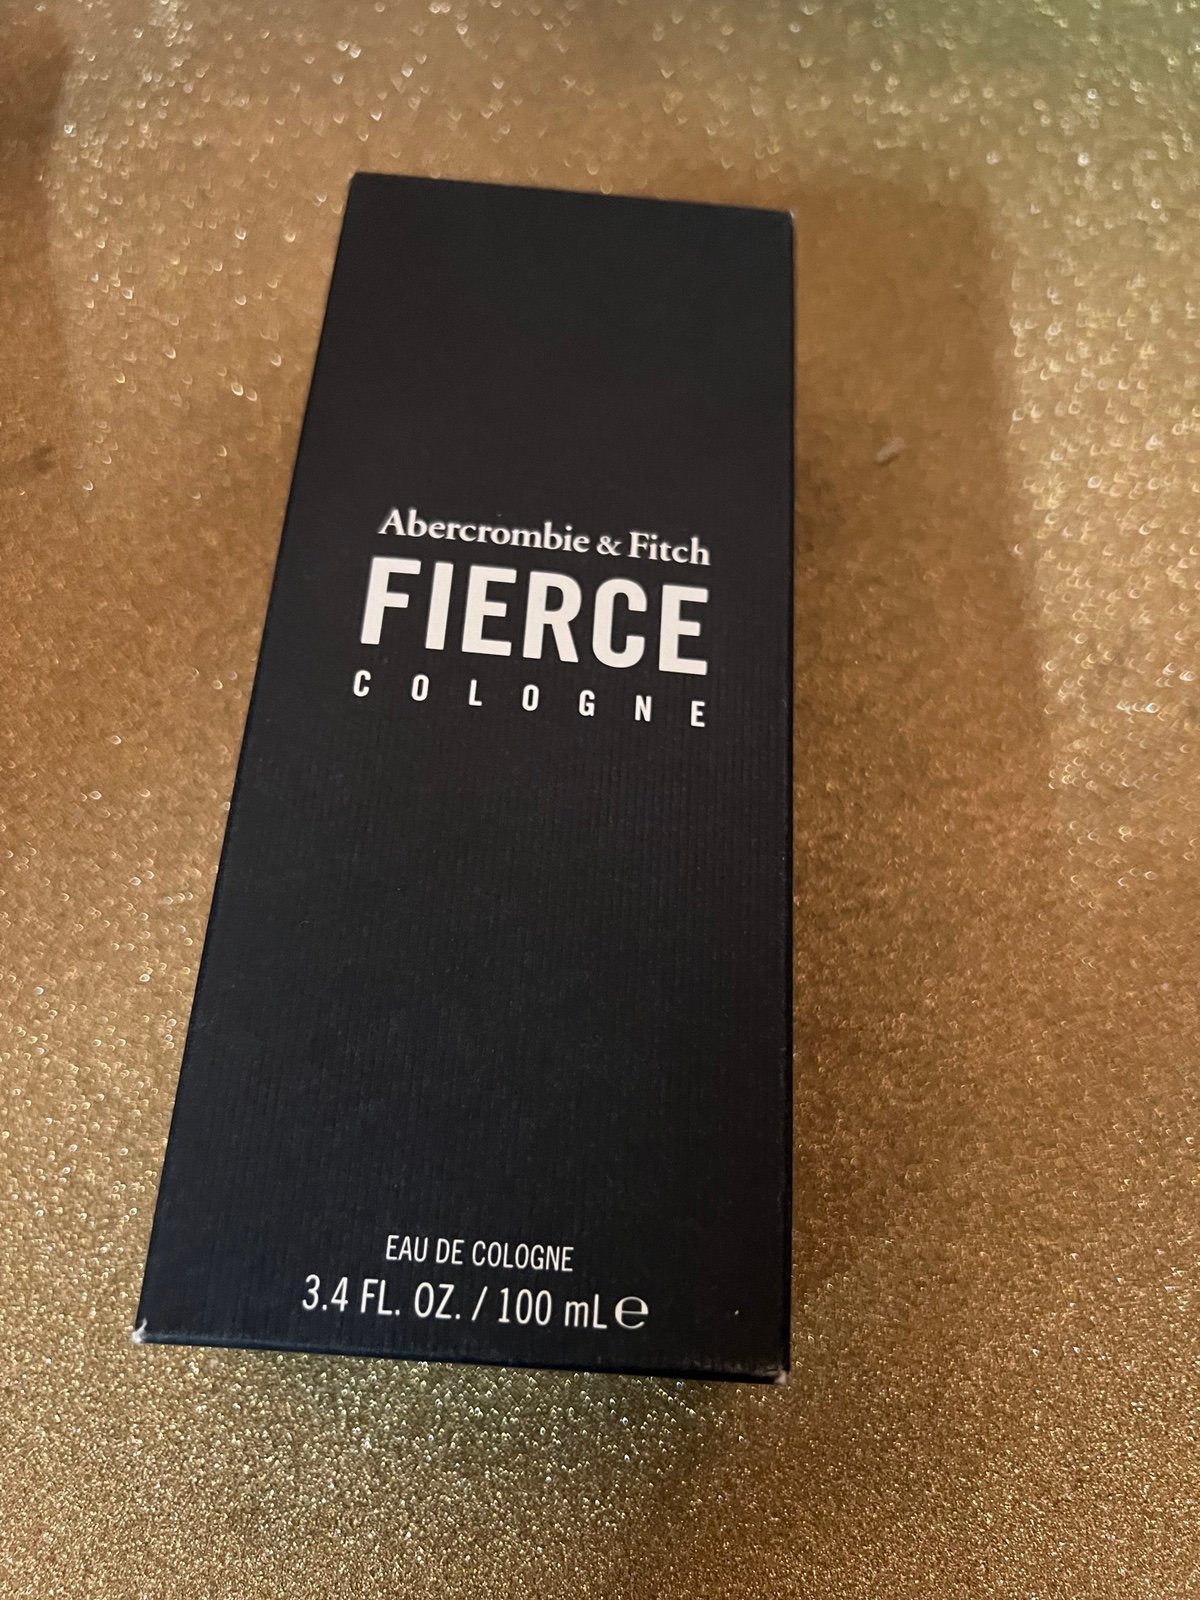 Abercrombie & Fitch
FIERCE
COLOGNE
EAU DE COLOGNE
3.4 FL. OZ. / 100 mL ℮